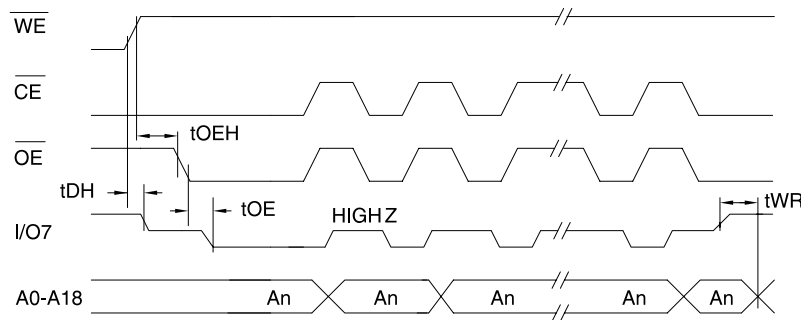 WE
CE
tOEH
OE
tDH
tOE
tWR
I/O7
HIGH Z
A0-A18
An An An An An